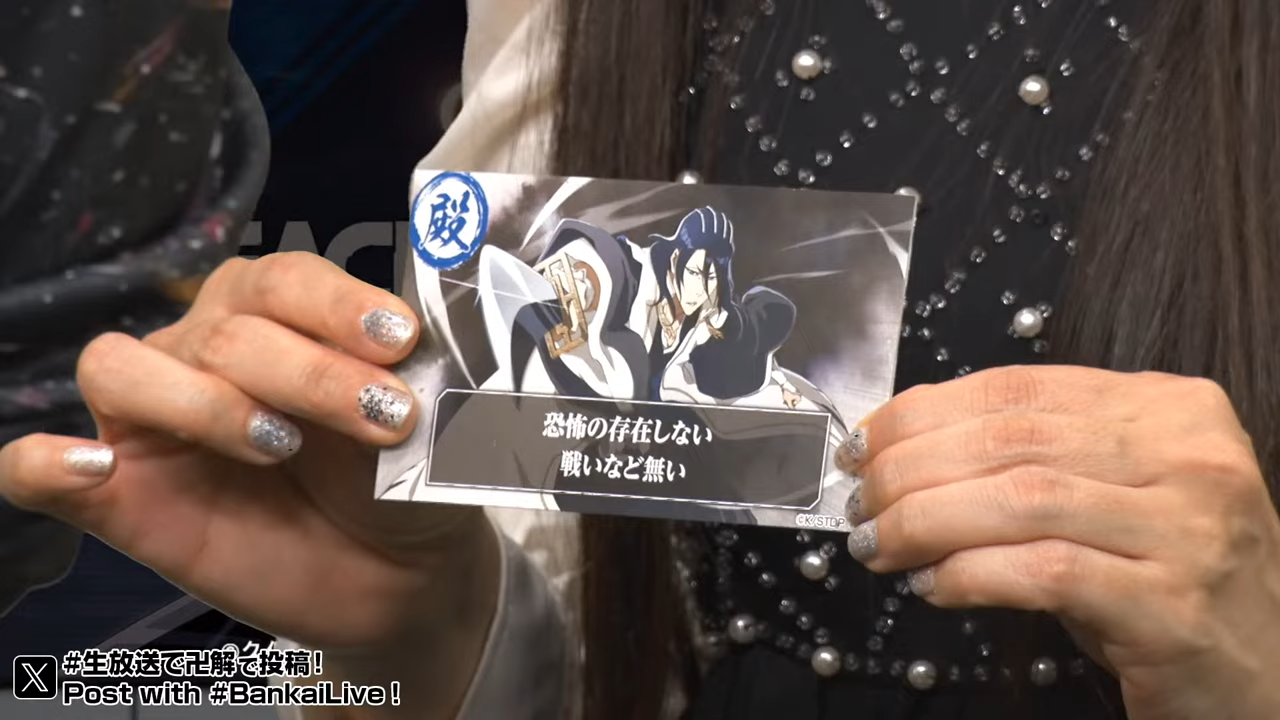 EAC
殿
恐怖の存在しない
戦いなど無い
©K/STDP
#生放送で卍解で投稿!
Post with #BankaiLive!